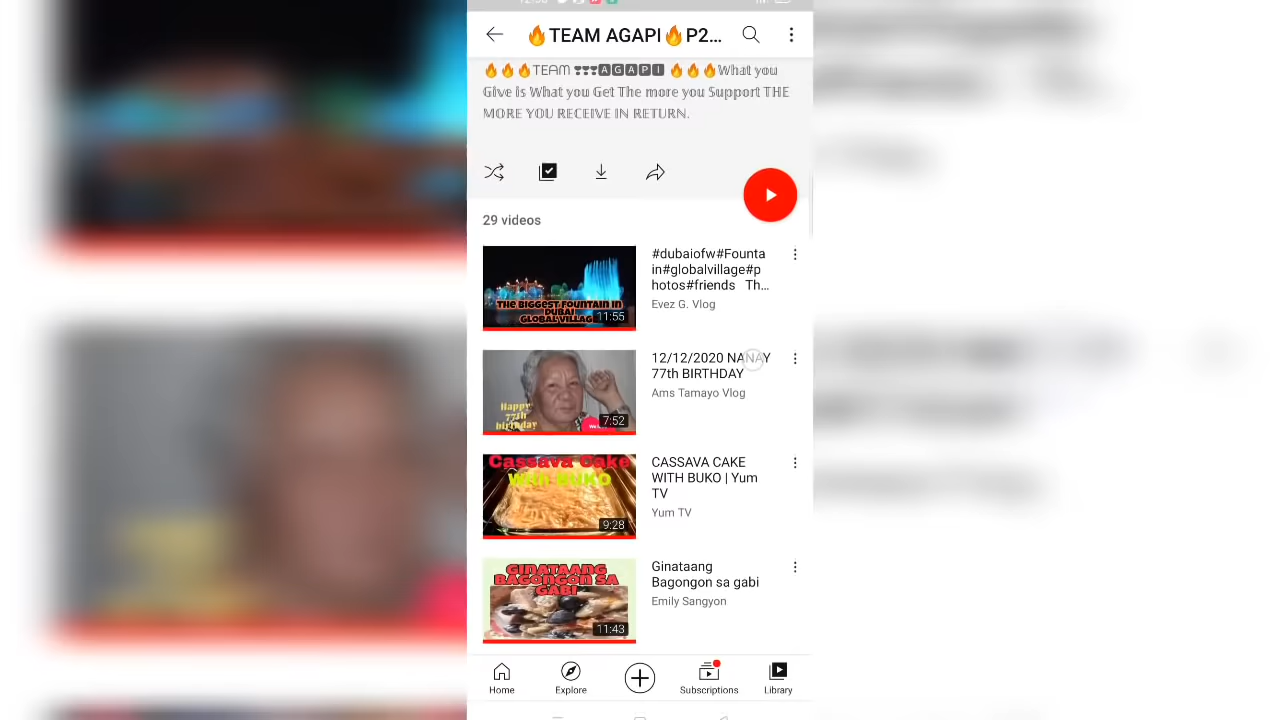 🔥TEAM AGAPI🔥P2...
🔥🔥🔥TEAM ❣❣❣🅰🅶🅰🅿🅸 🔥🔥🔥What you
Give is What you Get The more you Support THE
MORE YOU RECEIVE IN RETURN.
29 videos
#dubaiofw#Founta
in#globalvillage#p
hotos#friends Th...
Evez G. Vlog
THE BIGGEST FOUNTAIN IN
DUBAI
GLOBAL VILLAG
11:55
12/12/2020 NANAY
77th BIRTHDAY
Ams Tamayo Vlog
Happy
77th
birthday
7:52
CASSAVA CAKE
WITH BUKO | Yum
TV
Yum TV
Cassava Cake
With BUKO
9:28
Ginataang
Bagongon sa gabi
Emily Sangyon
GINATAANG
BAGONGON SA
GABI
11:43
Home
Explore
Subscriptions
Library